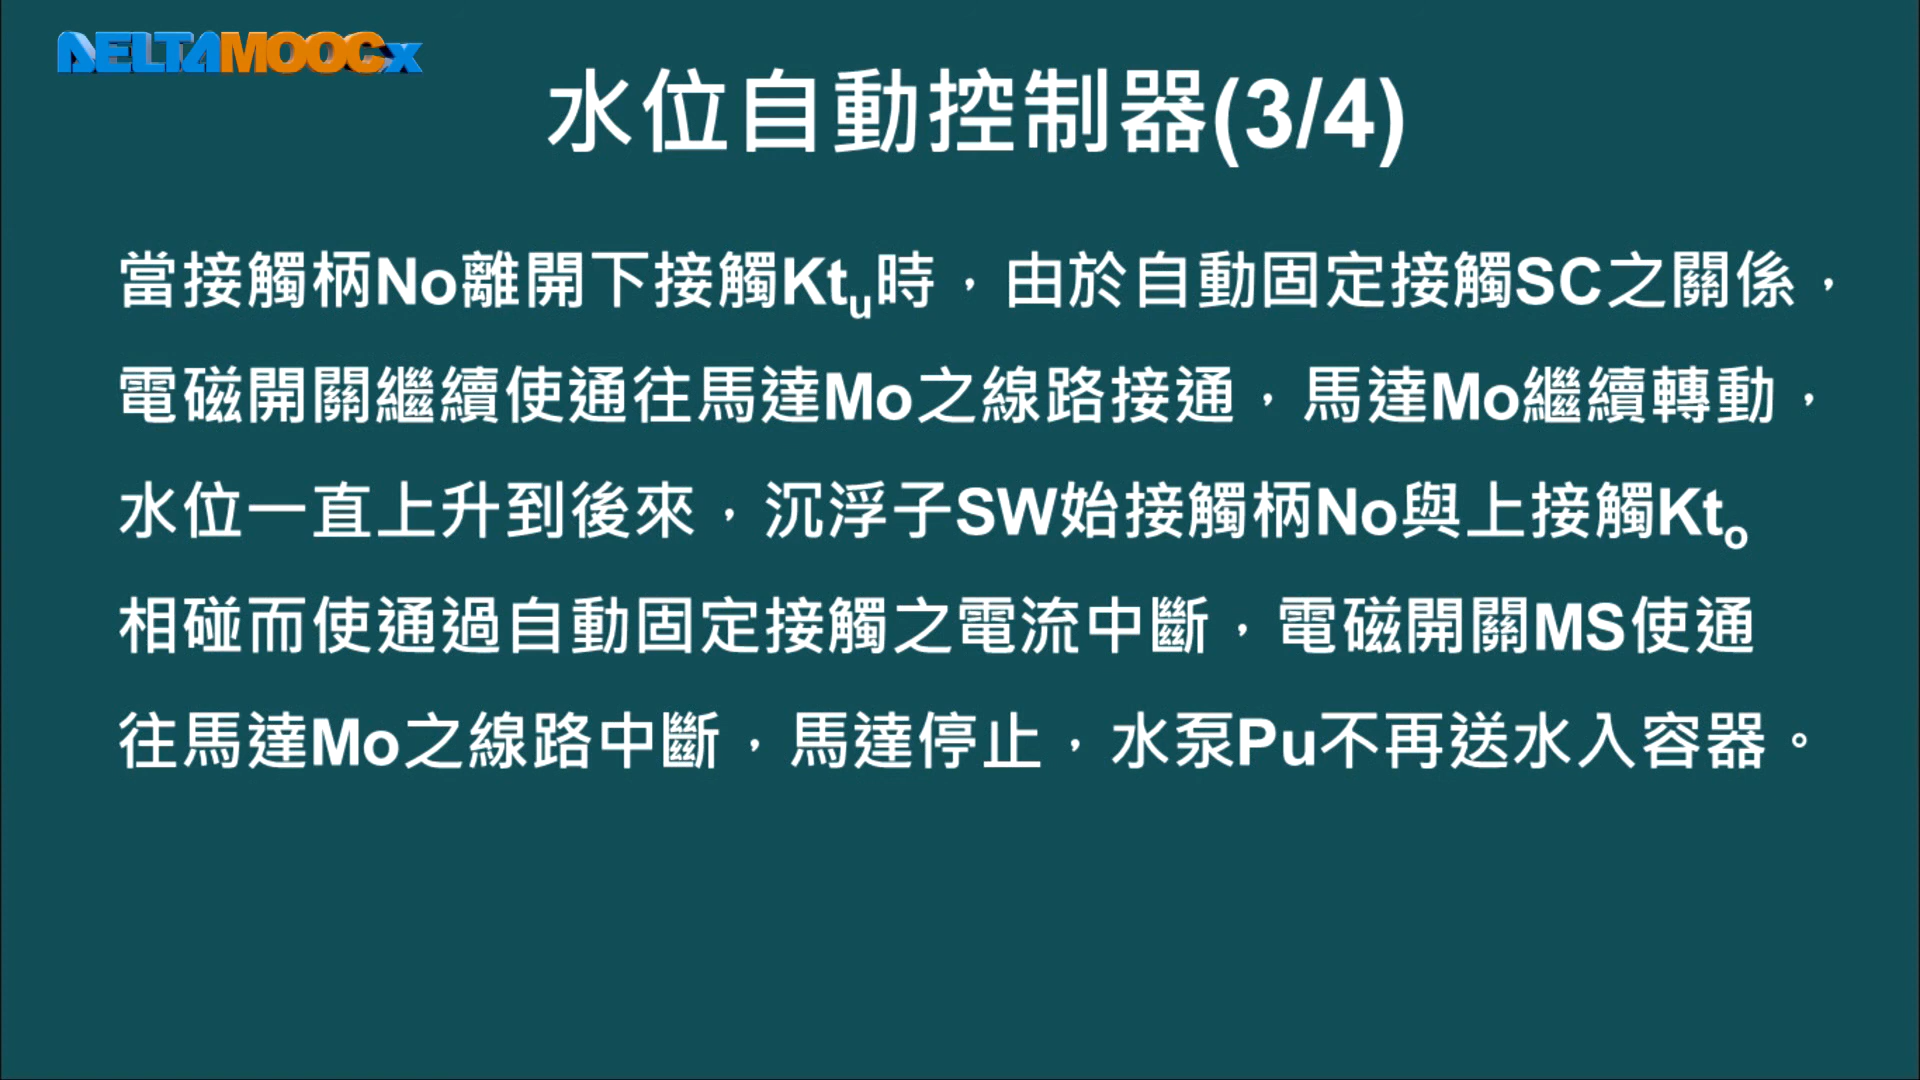 DELTAMOOCx
水位自動控制器(3/4)
當接觸柄No離開下接觸Ktu時，由於自動固定接觸SC之關係，
電磁開關繼續使通往馬達Mo之線路接通，馬達Mo繼續轉動，
水位一直上升到後來，沉浮子SW始接觸柄No與上接觸Kto
相碰而使通過自動固定接觸之電流中斷，電磁開關MS使通
往馬達Mo之線路中斷，馬達停止，水泵Pu不再送水入容器。